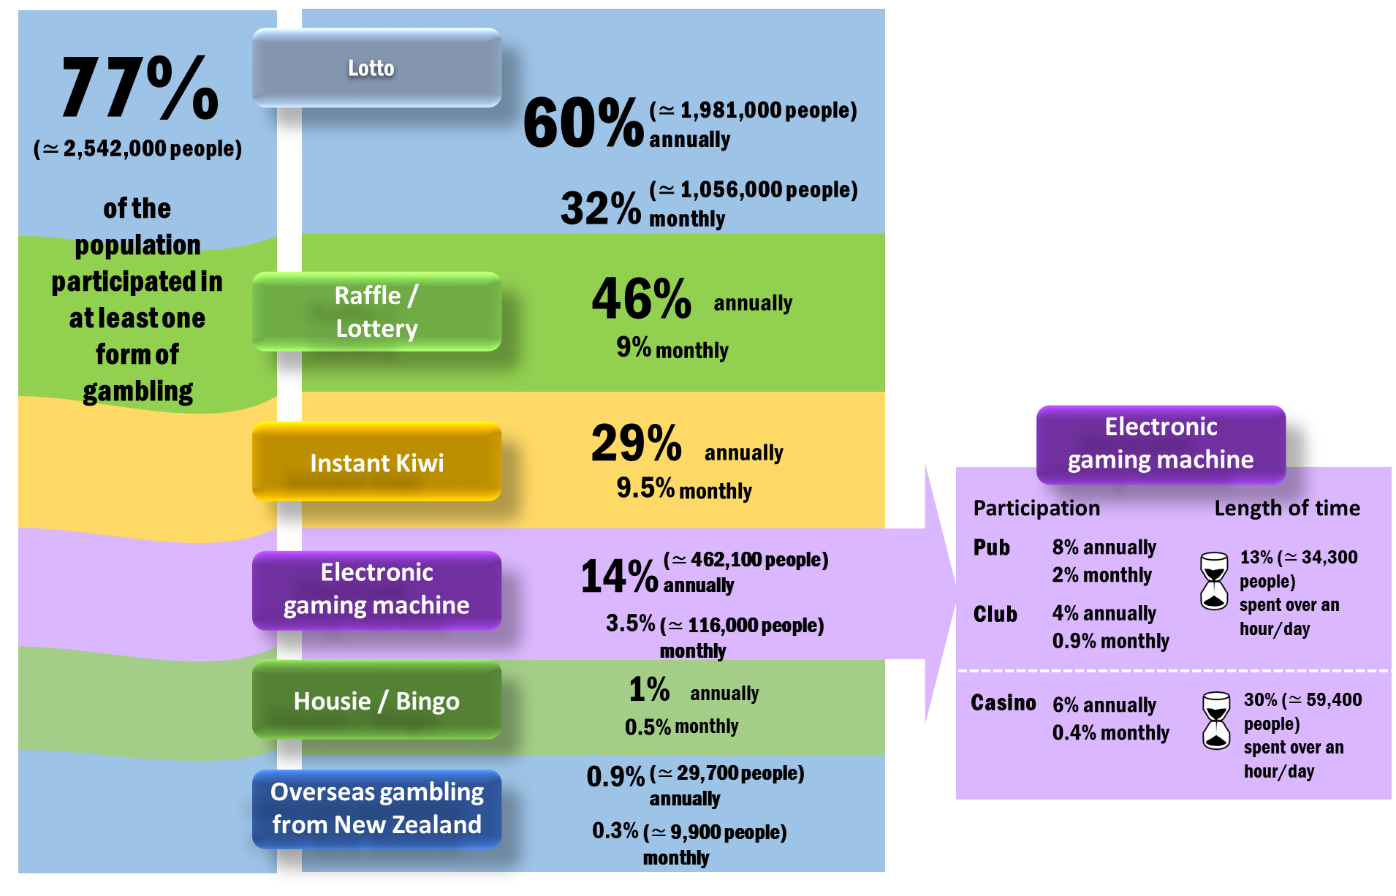 77%
(≃ 2,542,000 people)
of the
population
participated in
at least one
form of
gambling
Lotto
60% (≃ 1,981,000 people)
annually
32% (≃ 1,056,000 people)
monthly
Raffle /
Lottery
46% annually
9% monthly
Instant Kiwi
29% annually
9.5% monthly
Electronic
gaming machine
14% (≃ 462,100 people)
annually
3.5% (≃ 116,000 people)
monthly
Housie / Bingo
1% annually
0.5% monthly
Overseas gambling
from New Zealand
0.9% (≃ 29,700 people)
annually
0.3% (≃ 9,900 people)
monthly
Electronic
gaming machine
Participation
Length of time
Pub 8% annually
2% monthly
Club 4% annually
0.9% monthly
13% (≃ 34,300
people)
spent over an
hour/day
Casino 6% annually
0.4% monthly
30% (≃ 59,400
people)
spent over an
hour/day